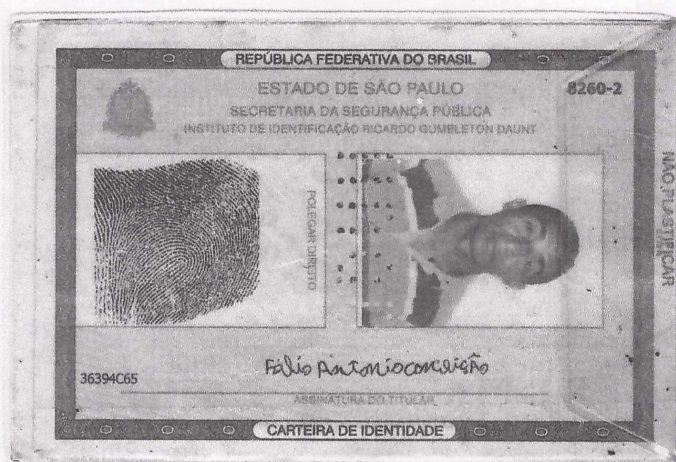 REPÚBLICA FEDERATIVA DO BRASIL
ESTADO DE SÃO PAULO
8260-2
SECRETARIA DA SEGURANÇA PÚBLICA
INSTITUTO DE IDENTIFICAÇÃO RICARDO GUMBLETON DAUNT
POLEGAR DIREITO
NÃO PLASTIFICAR
Fálio Antonio conceição
36394C65
ASSINATURA DO TITULAR
CARTEIRA DE IDENTIDADE